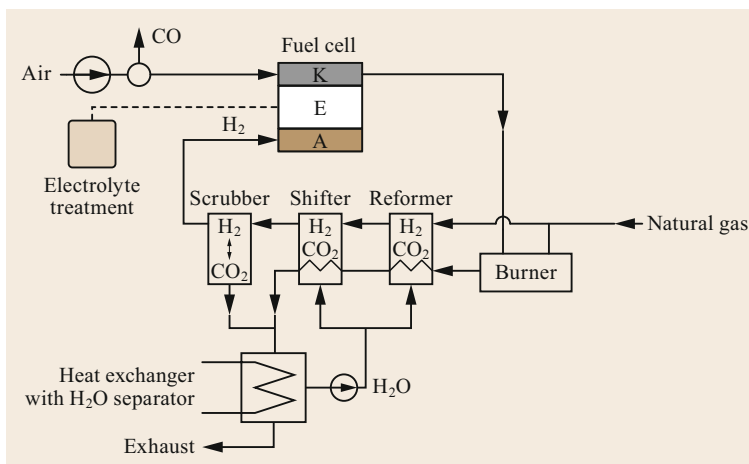 CO
Fuel cell
Air
K
E
H2
A
Electrolyte
treatment
Scrubber
Shifter
Reformer
H2
CO2
H2
CO2
H2
CO2
Natural gas
Burner
Heat exchanger
with H2O separator
H2O
Exhaust